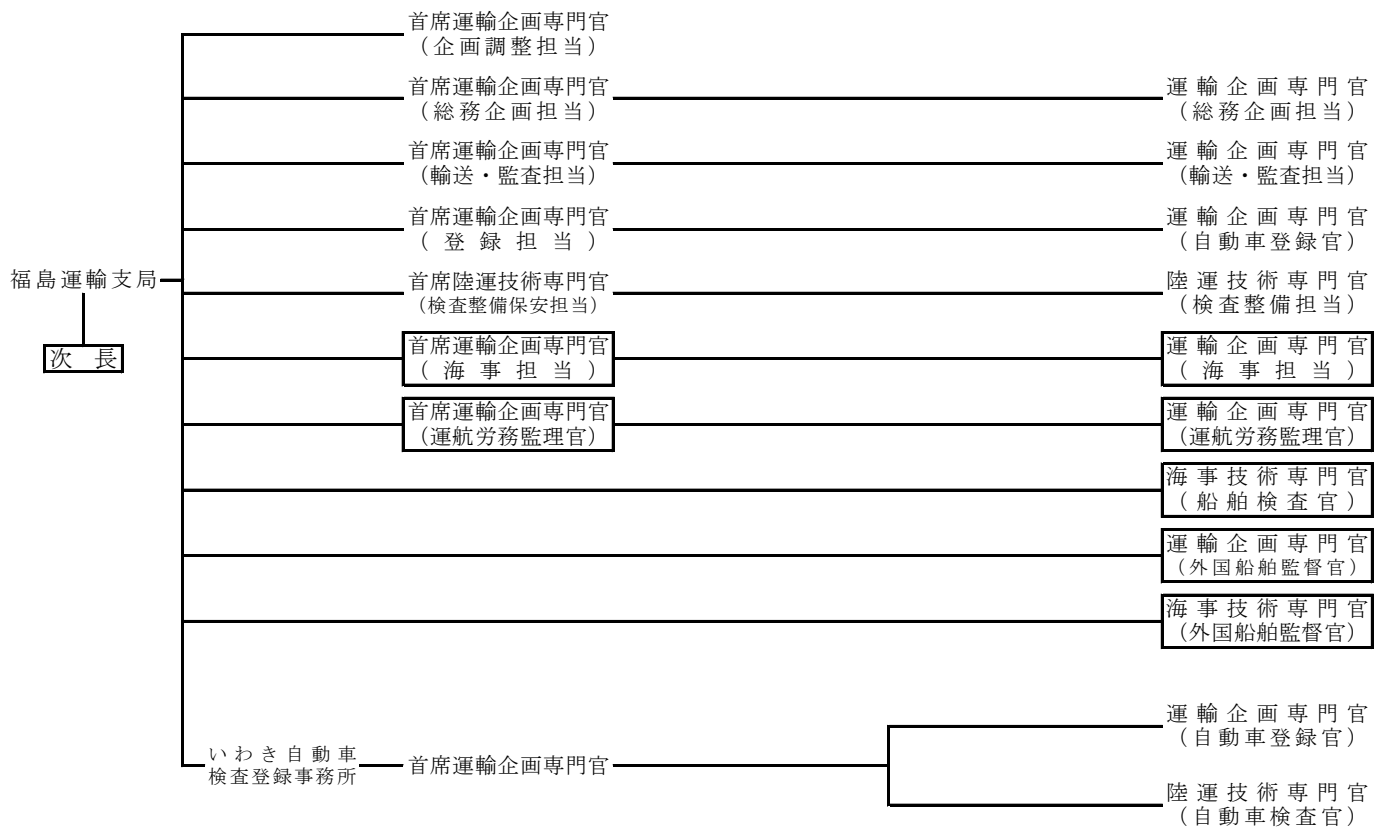 首席運輸企画専門官
（企画調整担当）
首席運輸企画専門官
（総務企画担当）
運輸企画専門官
（総務企画担当）
首席運輸企画専門官
（輸送・監査担当）
運輸企画専門官
（輸送・監査担当）
首席運輸企画専門官
（登録担当）
運輸企画専門官
（自動車登録官）
福島運輸支局
首席陸運技術専門官
（検査整備保安担当）
陸運技術専門官
（検査整備担当）
次長
首席運輸企画専門官
（海事担当）
運輸企画専門官
（海事担当）
首席運輸企画専門官
（運航労務監理官）
運輸企画専門官
（運航労務監理官）
海事技術専門官
（船舶検査官）
運輸企画専門官
（外国船舶監督官）
海事技術専門官
（外国船舶監督官）
いわき自動車
検査登録事務所
首席運輸企画専門官
運輸企画専門官
（自動車登録官）
陸運技術専門官
（自動車検査官）